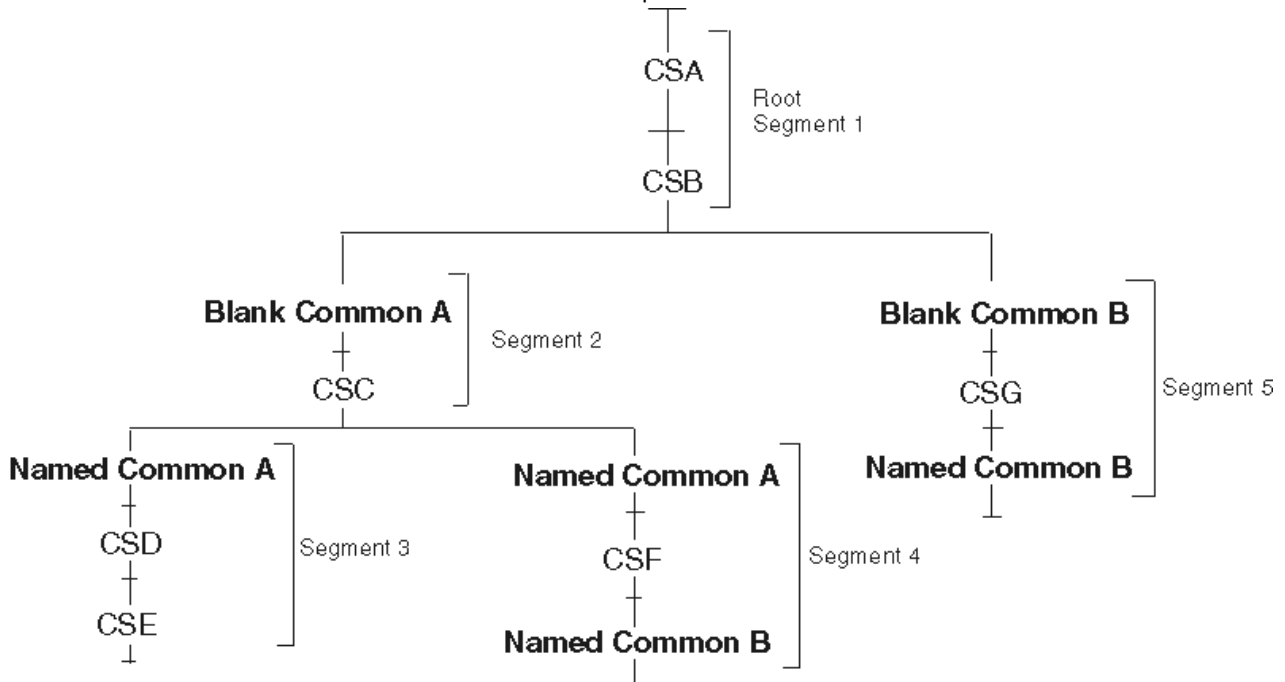 CSA
Root
Segment 1
CSB
Blank Common A
Segment 2
CSC
Blank Common B
CSG
Segment 5
Named Common B
Named Common A
CSD
Segment 3
CSE
Named Common A
CSF
Segment 4
Named Common B